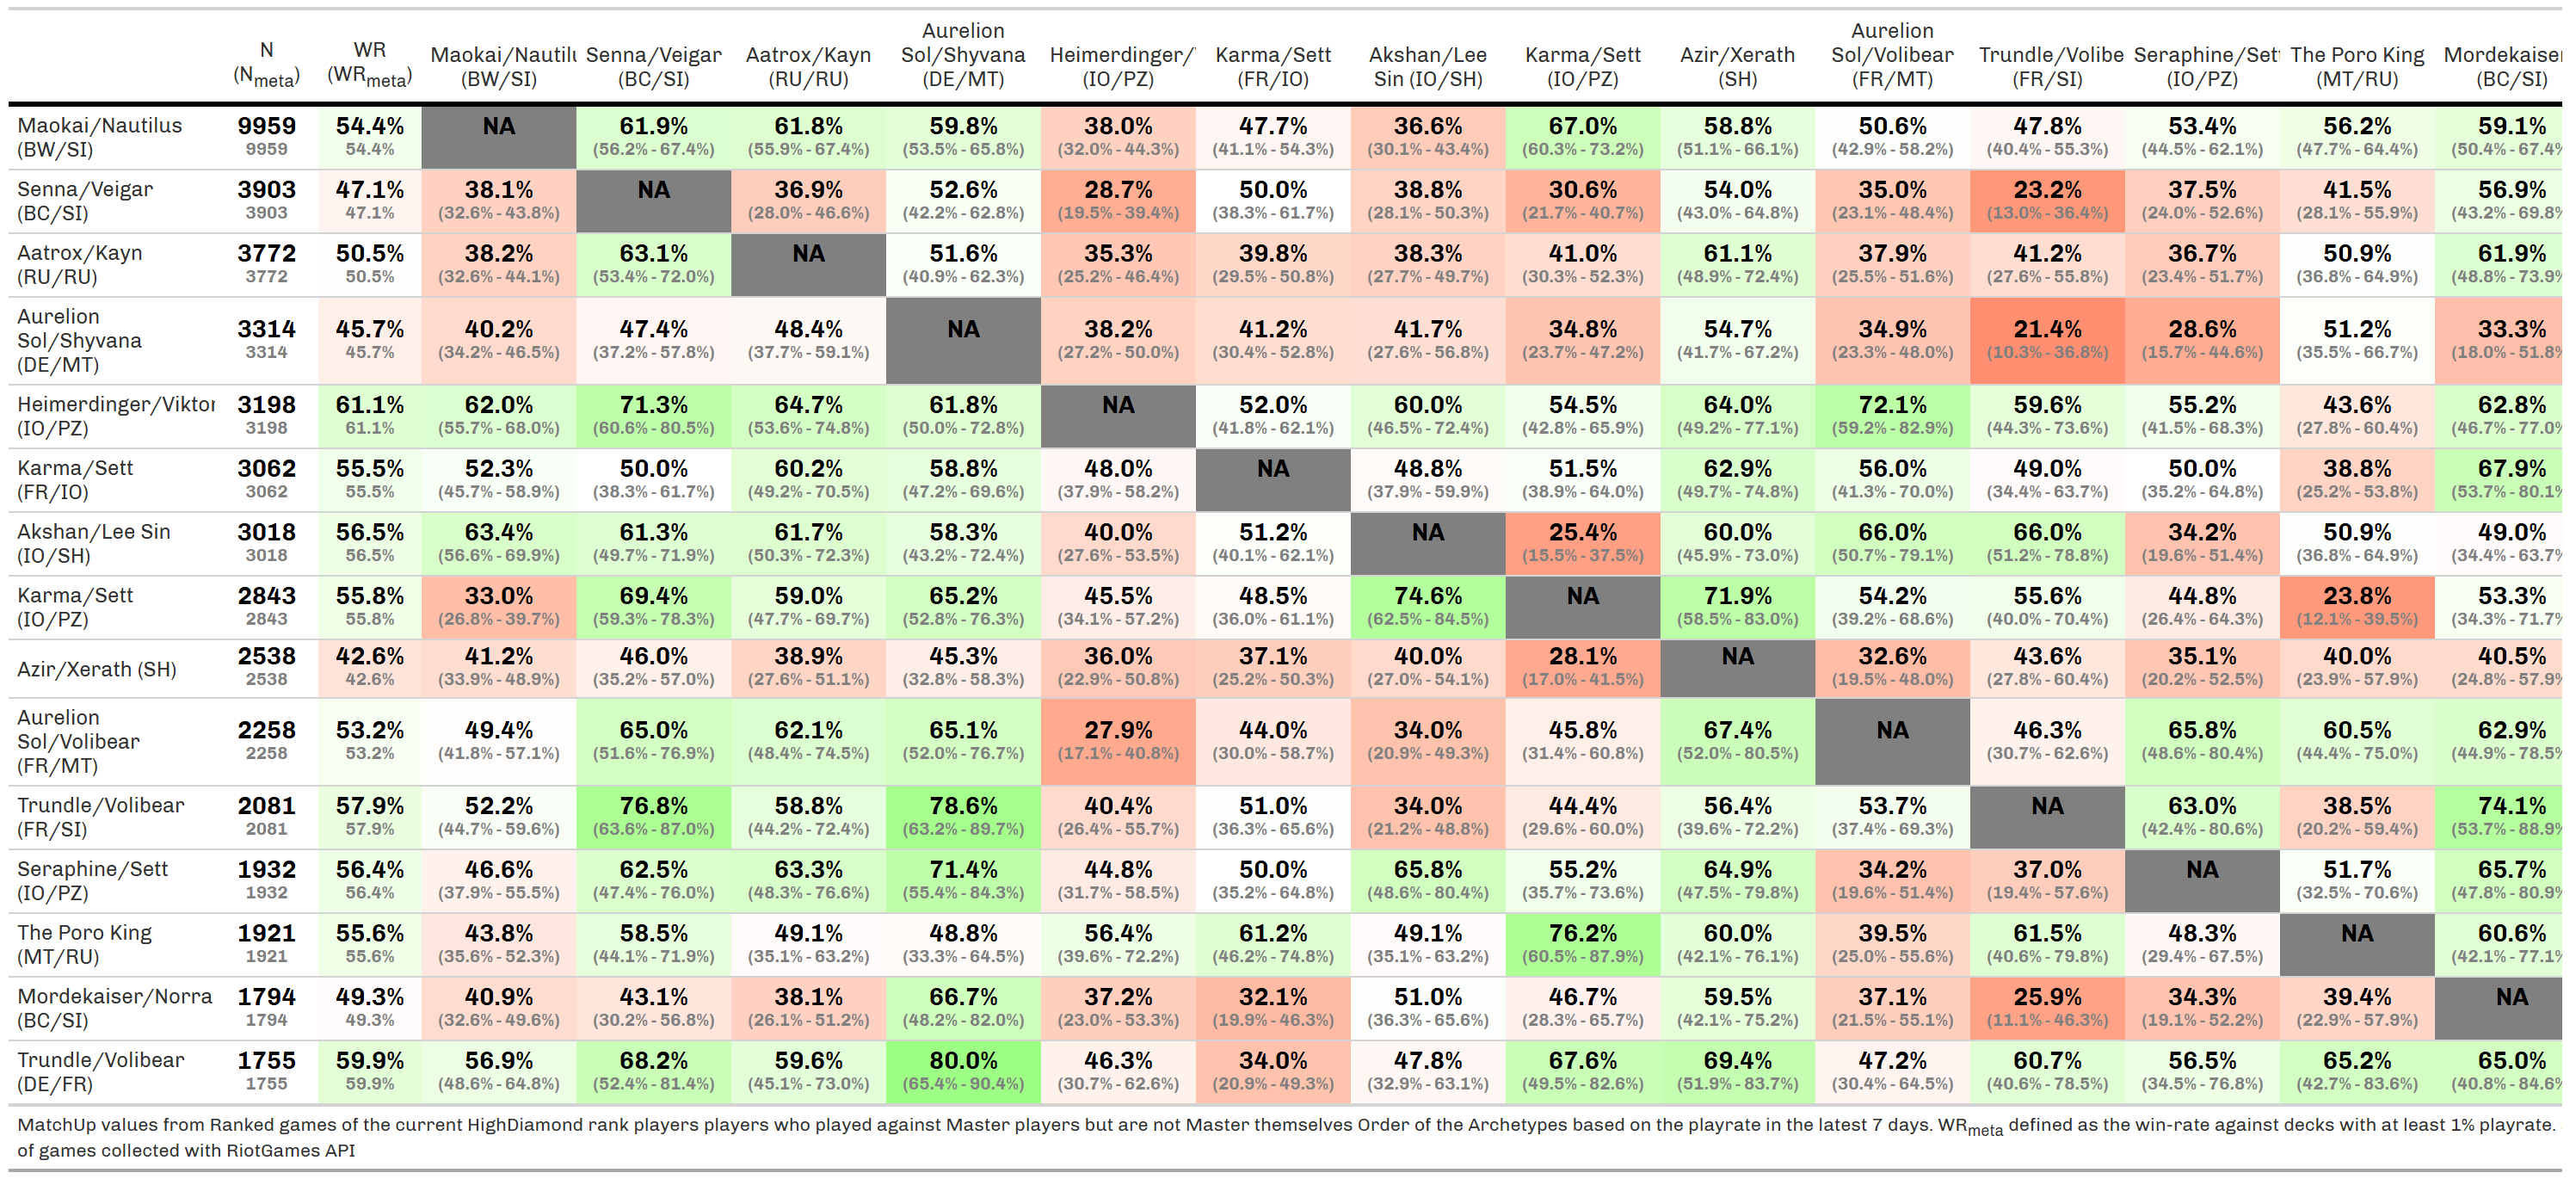 N WR Maokai/Nautilu Senna/Veigar Aatrox/Kayn Aurelion Sol/Shyvana Heimerdinger/ Karma/Sett Akshan/Lee Karma/Sett Azir/Xerath Aurelion Sol/Volibear Trundle/Volibe Seraphine/Sett The Poro King Mordekaiser
(Nmeta) (WRmeta) (BW/SI) (BC/SI) (RU/RU) (DE/MT) (IO/PZ) (FR/IO) Sin (IO/SH) (IO/PZ) (SH) (FR/MT) (FR/SI) (IO/PZ) (MT/RU) (BC/SI)
Maokai/Nautilus 9959 54.4% NA 61.9% 61.8% 59.8% 38.0% 47.7% 36.6% 67.0% 58.8% 50.6% 47.8% 53.4% 56.2% 59.1%
(BW/SI) 9959 54.4% (56.2% - 67.4%) (55.9% - 67.4%) (53.5% - 65.8%) (32.0% - 44.3%) (41.1% - 54.3%) (30.1% - 43.4%) (60.3% - 73.2%) (51.1% - 66.1%) (42.9% - 58.2%) (40.4% - 55.3%) (44.5% - 62.1%) (47.7% - 64.4%) (50.4% - 67.4%
Senna/Veigar 3903 47.1% 38.1% NA 36.9% 52.6% 28.7% 50.0% 38.8% 30.6% 54.0% 35.0% 23.2% 37.5% 41.5% 56.9%
(BC/SI) 3903 47.1% (32.6% - 43.8%) (28.0% - 46.6%) (42.2% - 62.8%) (19.5% - 39.4%) (38.3% - 61.7%) (28.1% - 50.3%) (21.7% - 40.7%) (43.0% - 64.8%) (23.1% - 48.4%) (13.0% - 36.4%) (24.0% - 52.6%) (28.1% - 55.9%) (43.2% - 69.8%
Aatrox/Kayn 3772 50.5% 38.2% 63.1% NA 51.6% 35.3% 39.8% 38.3% 41.0% 61.1% 37.9% 41.2% 36.7% 50.9% 61.9%
(RU/RU) 3772 50.5% (32.6% - 44.1%) (53.4% - 72.0%) (40.9% - 62.3%) (25.2% - 46.4%) (29.5% - 50.8%) (27.7% - 49.7%) (30.3% - 52.3%) (48.9% - 72.4%) (25.5% - 51.6%) (27.6% - 55.8%) (23.4% - 51.7%) (36.8% - 64.9%) (48.8% - 73.9%
Aurelion
Sol/Shyvana 3314 45.7% 40.2% 47.4% 48.4% NA 38.2% 41.2% 41.7% 34.8% 54.7% 34.9% 21.4% 28.6% 51.2% 33.3%
(DE/MT) 3314 45.7% (34.2% - 46.5%) (37.2% - 57.8%) (37.7% - 59.1%) (27.2% - 50.0%) (30.4% - 52.8%) (27.6% - 56.8%) (23.7% - 47.2%) (41.7% - 67.2%) (23.3% - 48.0%) (10.3% - 36.8%) (15.7% - 44.6%) (35.5% - 66.7%) (18.0% - 51.8%
Heimerdinger/Viktor 3198 61.1% 62.0% 71.3% 64.7% 61.8% NA 52.0% 60.0% 54.5% 64.0% 72.1% 59.6% 55.2% 43.6% 62.8%
(IO/PZ) 3198 61.1% (55.7% - 68.0%) (60.6% - 80.5%) (53.6% - 74.8%) (50.0% - 72.8%) (41.8% - 62.1%) (46.5% - 72.4%) (42.8% - 65.9%) (49.2% - 77.1%) (59.2% - 82.9%) (44.3% - 73.6%) (41.5% - 68.3%) (27.8% - 60.4%) (46.7% - 77.0%
Karma/Sett 3062 55.5% 52.3% 50.0% 60.2% 58.8% 48.0% NA 48.8% 51.5% 62.9% 56.0% 49.0% 50.0% 38.8% 67.9%
(FR/IO) 3062 55.5% (45.7% - 58.9%) (38.3% - 61.7%) (49.2% - 70.5%) (47.2% - 69.6%) (37.9% - 58.2%) (37.9% - 59.9%) (38.9% - 64.0%) (49.7% - 74.8%) (41.3% - 70.0%) (34.4% - 63.7%) (35.2% - 64.8%) (25.2% - 53.8%) (53.7% - 80.1%
Akshan/Lee Sin 3018 56.5% 63.4% 61.3% 61.7% 58.3% 40.0% 51.2% NA 25.4% 60.0% 66.0% 66.0% 34.2% 50.9% 49.0%
(IO/SH) 3018 56.5% (56.6% - 69.9%) (49.7% - 71.9%) (50.3% - 72.3%) (43.2% - 72.4%) (27.6% - 53.5%) (40.1% - 62.1%) (15.5% - 37.5%) (45.9% - 73.0%) (50.7% - 79.1%) (51.2% - 78.8%) (19.6% - 51.4%) (36.8% - 64.9%) (34.4% - 63.7%
Karma/Sett 2843 55.8% 33.0% 69.4% 59.0% 65.2% 45.5% 48.5% 74.6% NA 71.9% 54.2% 55.6% 44.8% 23.8% 53.3%
(IO/PZ) 2843 55.8% (26.8% - 39.7%) (59.3% - 78.3%) (47.7% - 69.7%) (52.8% - 76.3%) (34.1% - 57.2%) (36.0% - 61.1%) (62.5% - 84.5%) (58.5% - 83.0%) (39.2% - 68.6%) (40.0% - 70.4%) (26.4% - 64.3%) (12.1% - 39.5%) (34.3% - 71.7%
Azir/Xerath (SH) 2538 42.6% 41.2% 46.0% 38.9% 45.3% 36.0% 37.1% 40.0% 28.1% NA 32.6% 43.6% 35.1% 40.0% 40.5%
2538 42.6% (33.9% - 48.9%) (35.2% - 57.0%) (27.6% - 51.1%) (32.8% - 58.3%) (22.9% - 50.8%) (25.2% - 50.3%) (27.0% - 54.1%) (17.0% - 41.5%) (19.5% - 48.0%) (27.8% - 60.4%) (20.2% - 52.5%) (23.9% - 57.9%) (24.8% - 57.9%
Aurelion
Sol/Volibear 2258 53.2% 49.4% 65.0% 62.1% 65.1% 27.9% 44.0% 34.0% 45.8% 67.4% NA 46.3% 65.8% 60.5% 62.9%
(FR/MT) 2258 53.2% (41.8% - 57.1%) (51.6% - 76.9%) (48.4% - 74.5%) (52.0% - 76.7%) (17.1% - 40.8%) (30.0% - 58.7%) (20.9% - 49.3%) (31.4% - 60.8%) (52.0% - 80.5%) (30.7% - 62.6%) (48.6% - 80.4%) (44.4% - 75.0%) (44.9% - 78.5%
Trundle/Volibear 2081 57.9% 52.2% 76.8% 58.8% 78.6% 40.4% 51.0% 34.0% 44.4% 56.4% 53.7% NA 63.0% 38.5% 74.1%
(FR/SI) 2081 57.9% (44.7% - 59.6%) (63.6% - 87.0%) (44.2% - 72.4%) (63.2% - 89.7%) (26.4% - 55.7%) (36.3% - 65.6%) (21.2% - 48.8%) (29.6% - 60.0%) (39.6% - 72.2%) (37.4% - 69.3%) (42.4% - 80.6%) (20.2% - 59.4%) (53.7% - 88.9%
Seraphine/Sett 1932 56.4% 46.6% 62.5% 63.3% 71.4% 44.8% 50.0% 65.8% 55.2% 64.9% 34.2% 37.0% NA 51.7% 65.7%
(IO/PZ) 1932 56.4% (37.9% - 55.5%) (47.4% - 76.0%) (48.3% - 76.6%) (55.4% - 84.3%) (31.7% - 58.5%) (35.2% - 64.8%) (48.6% - 80.4%) (35.7% - 73.6%) (47.5% - 79.8%) (19.6% - 51.4%) (19.4% - 57.6%) (32.5% - 70.6%) (47.8% - 80.9%
The Poro King 1921 55.6% 43.8% 58.5% 49.1% 48.8% 56.4% 61.2% 49.1% 76.2% 60.0% 39.5% 61.5% 48.3% NA 60.6%
(MT/RU) 1921 55.6% (35.6% - 52.3%) (44.1% - 71.9%) (35.1% - 63.2%) (33.3% - 64.5%) (39.6% - 72.2%) (46.2% - 74.8%) (35.1% - 63.2%) (60.5% - 87.9%) (42.1% - 76.1%) (25.0% - 55.6%) (40.6% - 79.8%) (29.4% - 67.5%) (42.1% - 77.1%
Mordekaiser/Norra 1794 49.3% 40.9% 43.1% 38.1% 66.7% 37.2% 32.1% 51.0% 46.7% 59.5% 37.1% 25.9% 34.3% 39.4% NA
(BC/SI) 1794 49.3% (32.6% - 49.6%) (30.2% - 56.8%) (26.1% - 51.2%) (48.2% - 82.0%) (23.0% - 53.3%) (19.9% - 46.3%) (36.3% - 65.6%) (28.3% - 65.7%) (42.1% - 75.2%) (21.5% - 55.1%) (11.1% - 46.3%) (19.1% - 52.2%) (22.9% - 57.9%)
Trundle/Volibear 1755 59.9% 56.9% 68.2% 59.6% 80.0% 46.3% 34.0% 47.8% 67.6% 69.4% 47.2% 60.7% 56.5% 65.2% 65.0%
(DE/FR) 1755 59.9% (48.6% - 64.8%) (52.4% - 81.4%) (45.1% - 73.0%) (65.4% - 90.4%) (30.7% - 62.6%) (20.9% - 49.3%) (32.9% - 63.1%) (49.5% - 82.6%) (51.9% - 83.7%) (30.4% - 64.5%) (40.6% - 78.5%) (34.5% - 76.8%) (42.7% - 83.6%) (40.8% - 84.6%
MatchUp values from Ranked games of the current HighDiamond rank players players who played against Master players but are not Master themselves Order of the Archetypes based on the playrate in the latest 7 days. WRmeta defined as the win-rate against decks with at least 1% playrate.
of games collected with RiotGames API